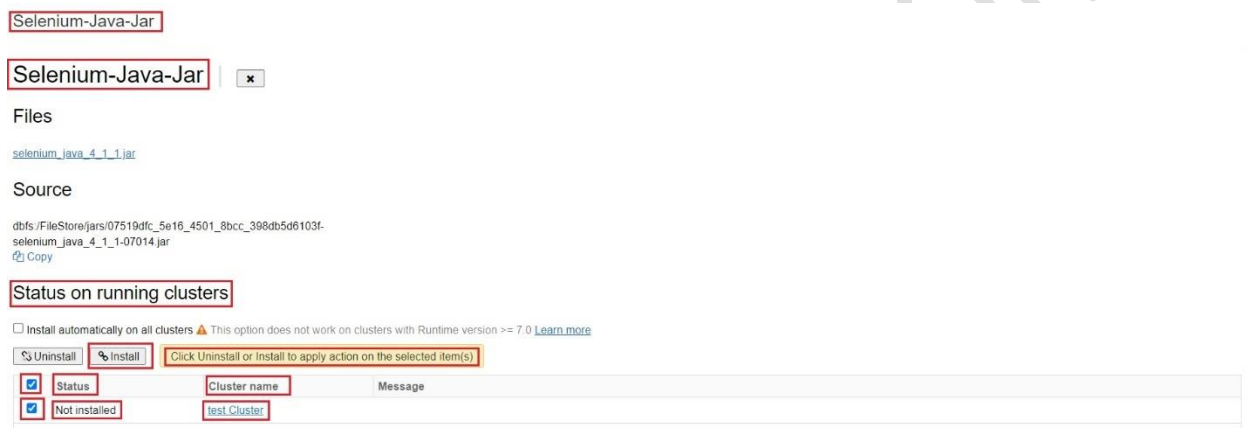 Selenium-Java-Jar
Selenium-Java-Jar
Files
selenium_java_4_1_1.jar
Source
dbfs:/FileStore/jars/07519dfc_5e16_4501_8bcc_398db5d6103f-
selenium_java_4_1_1-07014.jar
Copy
Status on running clusters
Install automatically on all clusters This option does not work on clusters with Runtime version >= 7.0 Learn more
Uninstall Install Click Uninstall or Install to apply action on the selected item(s)
Status Cluster name Message
Not installed test Cluster